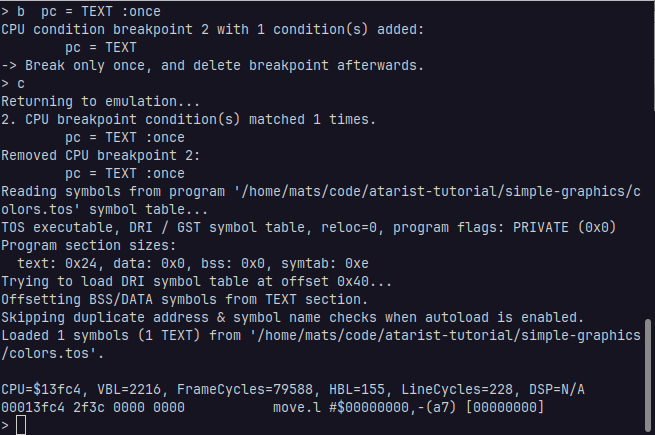 > b  pc = TEXT :once
CPU condition breakpoint 2 with 1 condition(s) added:
        pc = TEXT
-> Break only once, and delete breakpoint afterwards.
> c
Returning to emulation...
2. CPU breakpoint condition(s) matched 1 times.
        pc = TEXT :once
Removed CPU breakpoint 2:
        pc = TEXT :once
Reading symbols from program '/home/mats/code/atarist-tutorial/simple-graphics/c
olors.tos' symbol table...
TOS executable, DRI / GST symbol table, reloc=0, program flags: PRIVATE (0x0)
Program section sizes:
  text: 0x24, data: 0x0, bss: 0x0, symtab: 0xe
Trying to load DRI symbol table at offset 0x40...
Offsetting BSS/DATA symbols from TEXT section.
Skipping duplicate address & symbol name checks when autoload is enabled.
Loaded 1 symbols (1 TEXT) from '/home/mats/code/atarist-tutorial/simple-graphics
/colors.tos'.

CPU=$13fc4, VBL=2216, FrameCycles=79588, HBL=155, LineCycles=228, DSP=N/A
00013fc4 2f3c 0000 0000           move.l #$00000000,-(a7) [00000000]
>